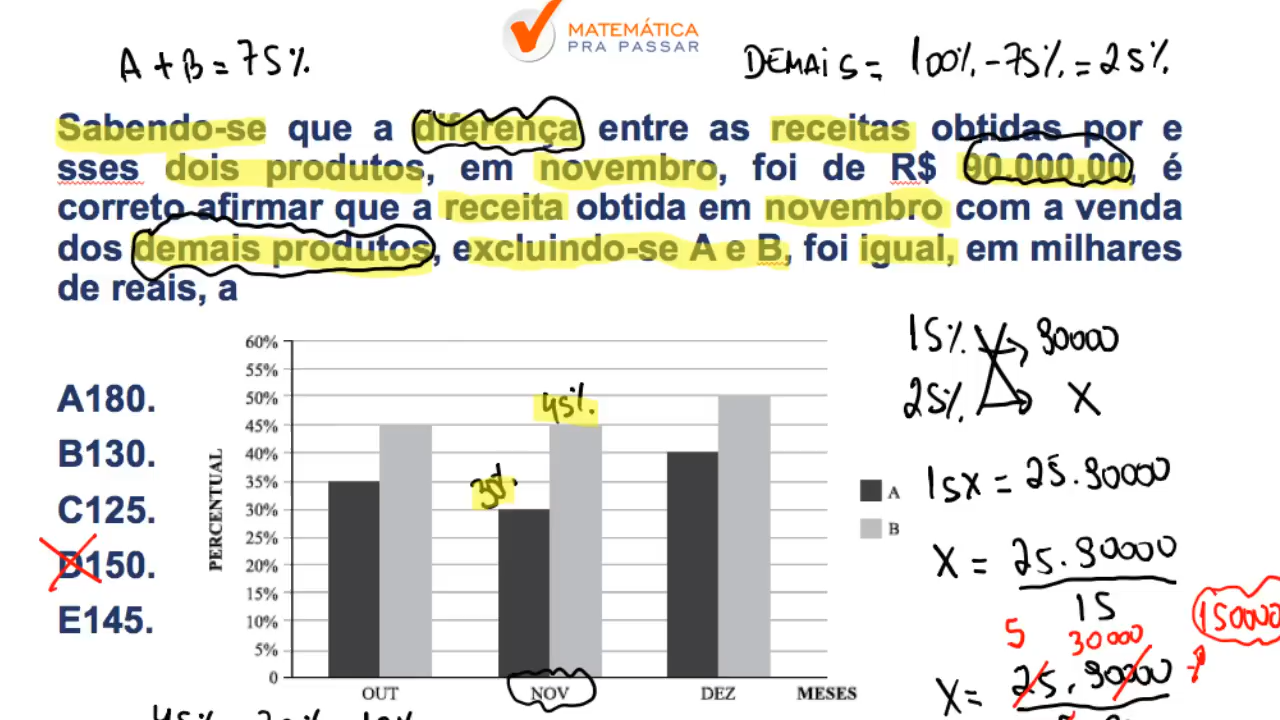 MATEMÁTICA
PRA PASSAR
A + B = 75%
DEMAIS = 100% - 75% = 25%
Sabendo-se que a diferença entre as receitas obtidas por e
sses dois produtos, em novembro, foi de R$ 90.000,00, é
correto afirmar que a receita obtida em novembro com a venda
dos demais produtos, excluindo-se A e B, foi igual, em milhares
de reais, a
A180.
B130.
C125.
D150.
E145.
60%
55%
50%
45%
40%
35%
30%
25%
20%
15%
10%
5%
0
PERCENTUAL
30%
45%
OUT
NOV
DEZ
MESES
A
B
15% 90000
25% X
15X = 25.90000
X = 25.90000
15
5 30000
150000
X = 25.90000